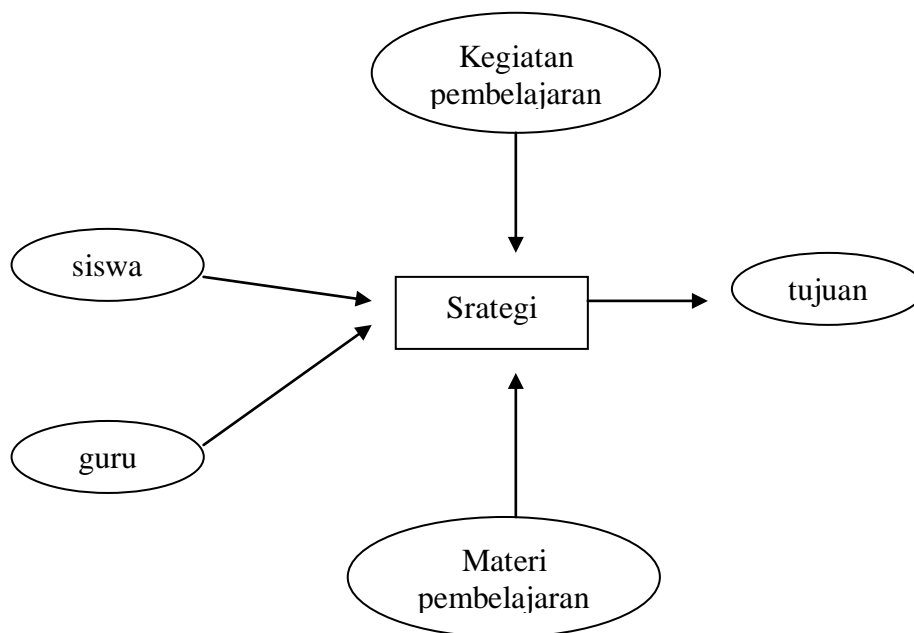 Kegiatan
pembelajaran
siswa
Srategi
tujuan
guru
Materi
pembelajaran